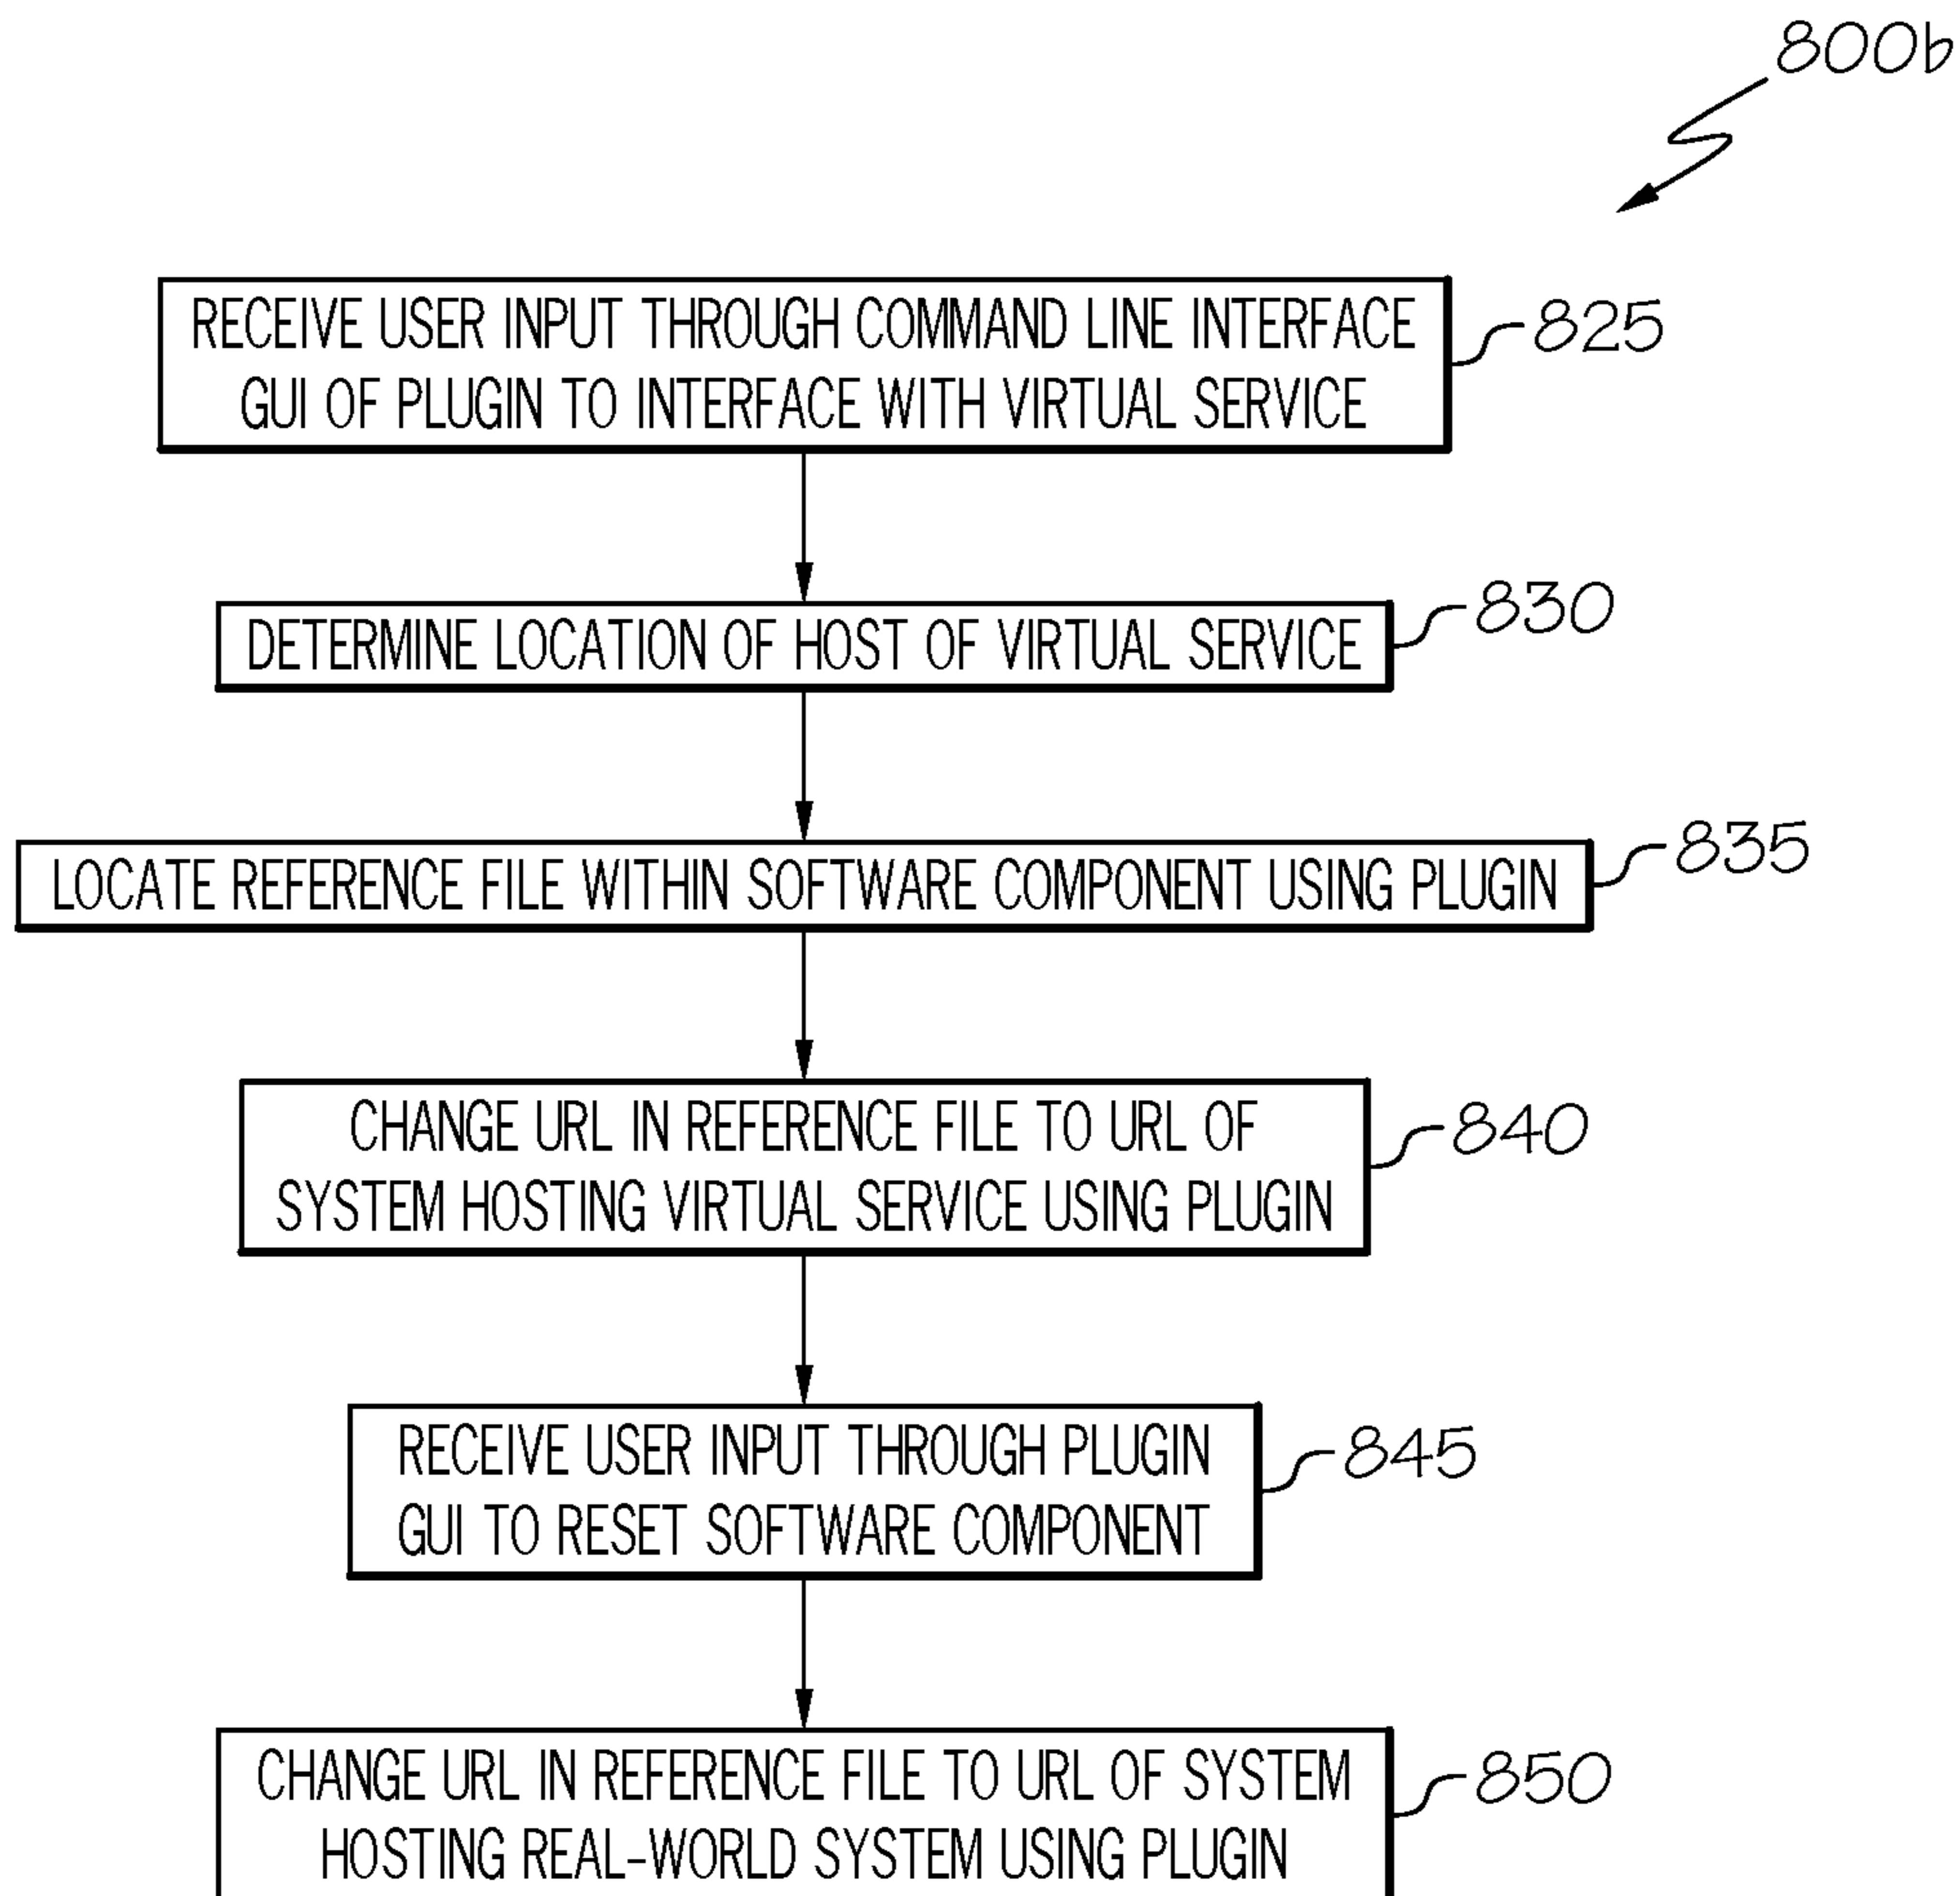 800b
RECEIVE USER INPUT THROUGH COMMAND LINE INTERFACE
GUI OF PLUGIN TO INTERFACE WITH VIRTUAL SERVICE
825
DETERMINE LOCATION OF HOST OF VIRTUAL SERVICE
830
LOCATE REFERENCE FILE WITHIN SOFTWARE COMPONENT USING PLUGIN
835
CHANGE URL IN REFERENCE FILE TO URL OF
SYSTEM HOSTING VIRTUAL SERVICE USING PLUGIN
840
RECEIVE USER INPUT THROUGH PLUGIN
GUI TO RESET SOFTWARE COMPONENT
845
CHANGE URL IN REFERENCE FILE TO URL OF SYSTEM
HOSTING REAL-WORLD SYSTEM USING PLUGIN
850